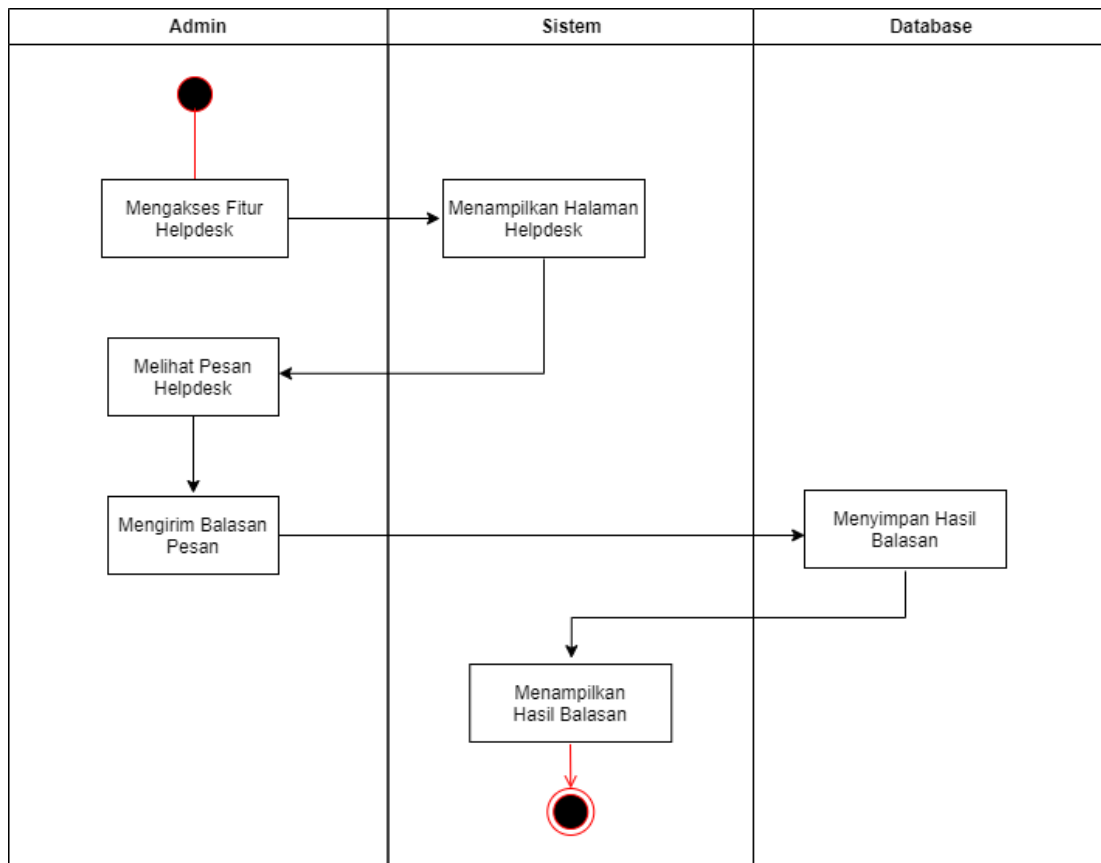 Admin
Sistem
Database
Mengakses Fitur
Helpdesk
Menampilkan Halaman
Helpdesk
Melihat Pesan
Helpdesk
Mengirim Balasan
Pesan
Menyimpan Hasil
Balasan
Menampilkan
Hasil Balasan